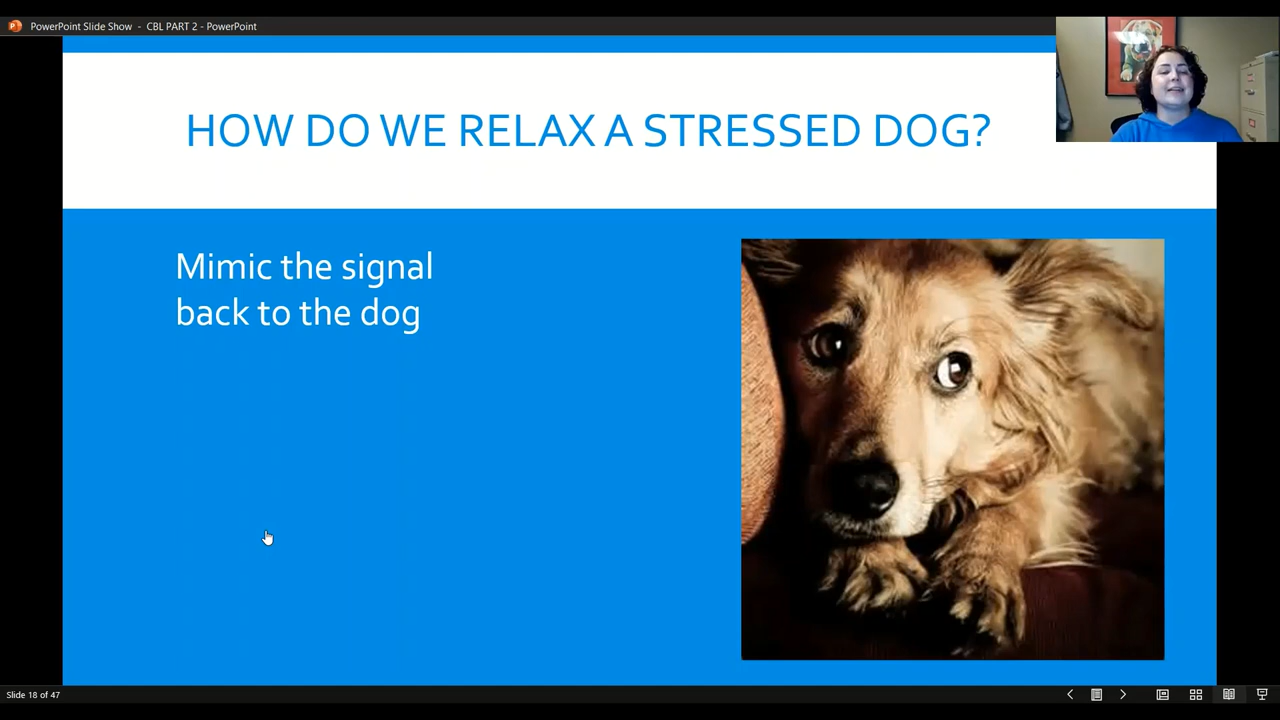 PowerPoint Slide Show - CBL PART 2 - PowerPoint
HOW DO WE RELAX A STRESSED DOG?
Mimic the signal
back to the dog
Slide 18 of 47